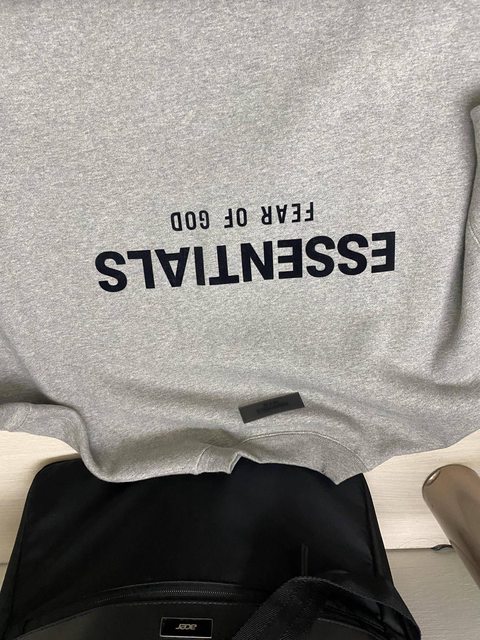 ESSENTIALS
FEAR OF GOD
acer